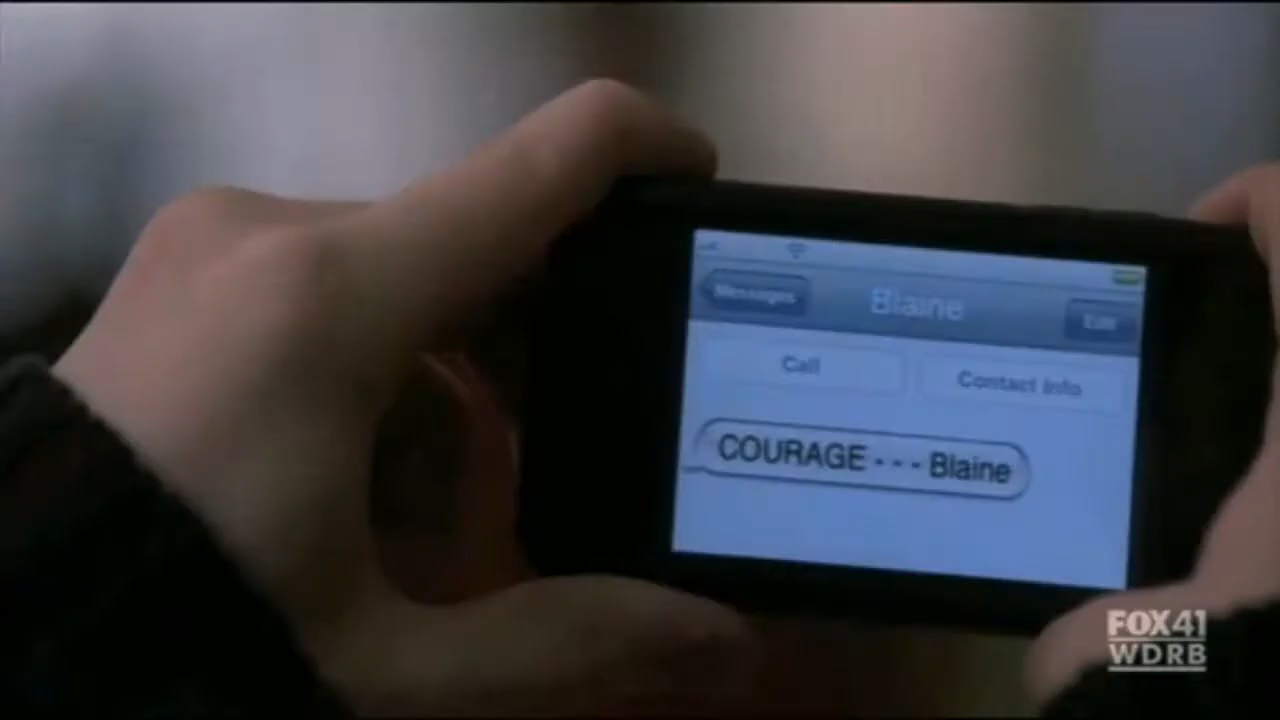 Messages
Blaine
Edit
Call
Contact Info
COURAGE - - - Blaine
FOX41
WDRB